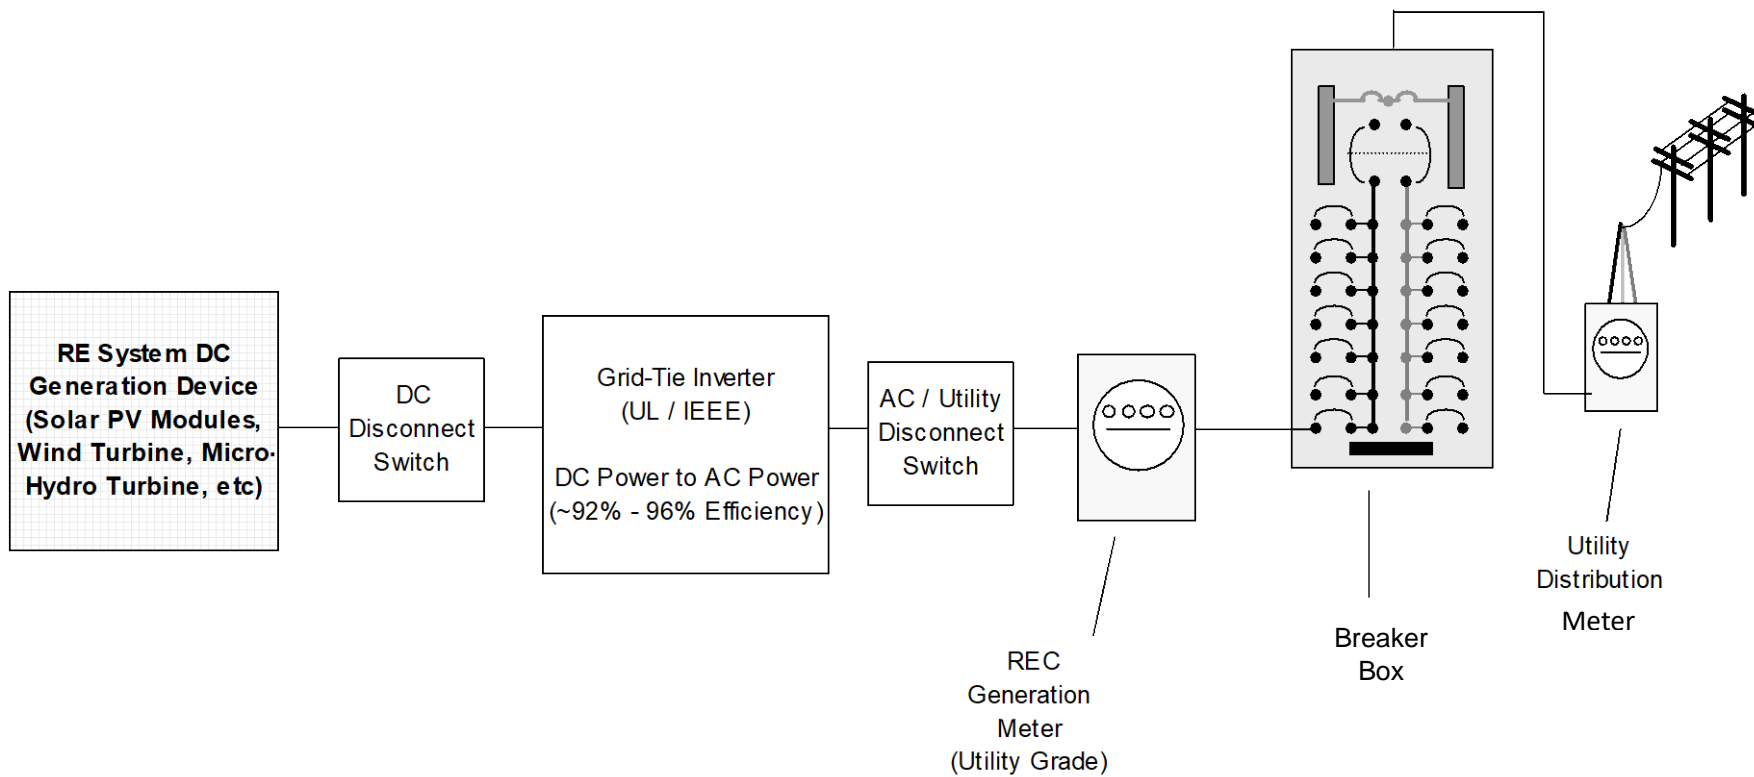 RE System DC
Generation Device
(Solar PV Modules,
Wind Turbine, Micro-
Hydro Turbine, etc)
DC
Disconnect
Switch
Grid-Tie Inverter
(UL / IEEE)
DC Power to AC Power
(~92% - 96% Efficiency)
AC / Utility
Disconnect
Switch
REC
Generation
Meter
(Utility Grade)
Breaker
Box
Utility
Distribution
Meter